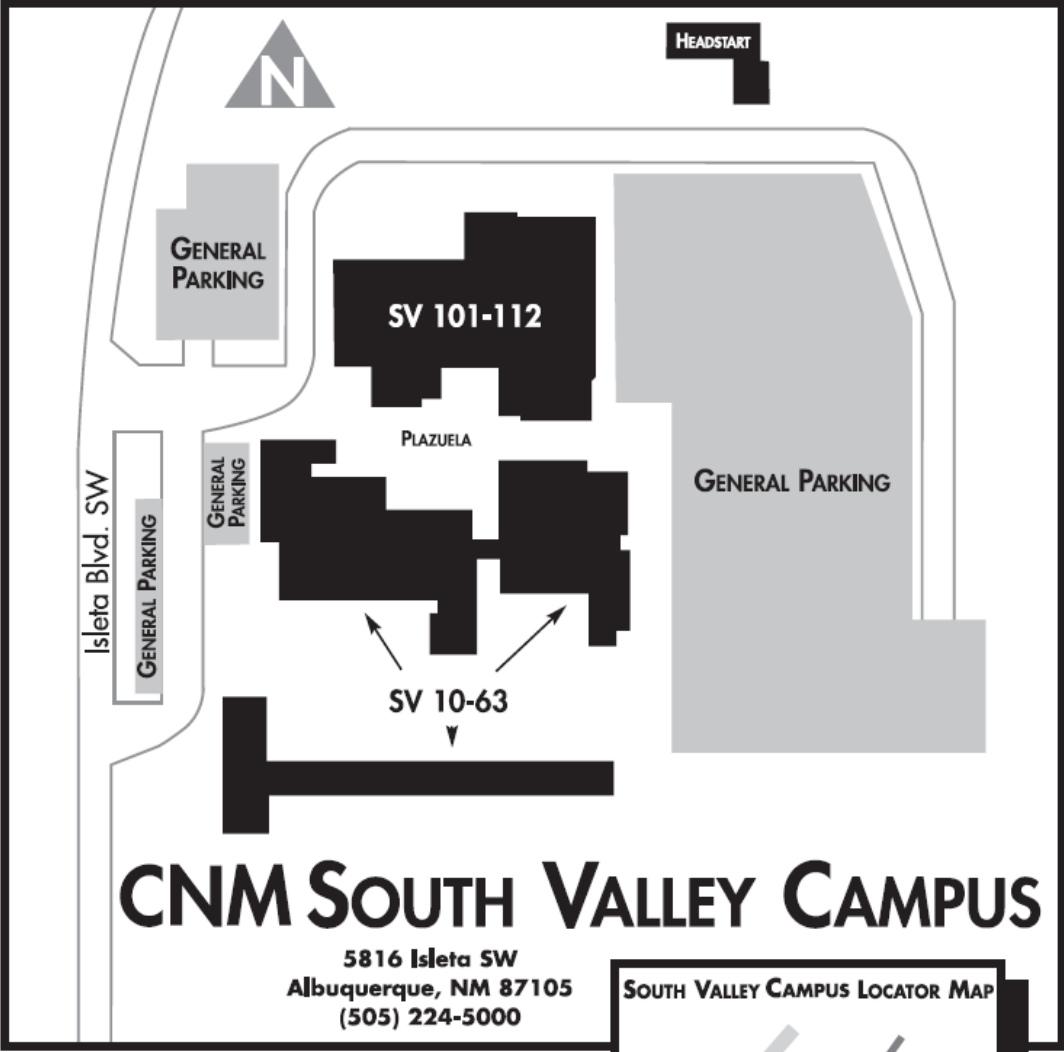 HEADSTART
N
GENERAL
PARKING
SV 101-112
PLAZUELA
GENERAL PARKING
GENERAL
PARKING
Isleta Blvd. SW
GENERAL PARKING
SV 10-63
CNM SOUTH VALLEY CAMPUS
5816 Isleta SW
Albuquerque, NM 87105
(505) 224-5000
SOUTH VALLEY CAMPUS LOCATOR MAP